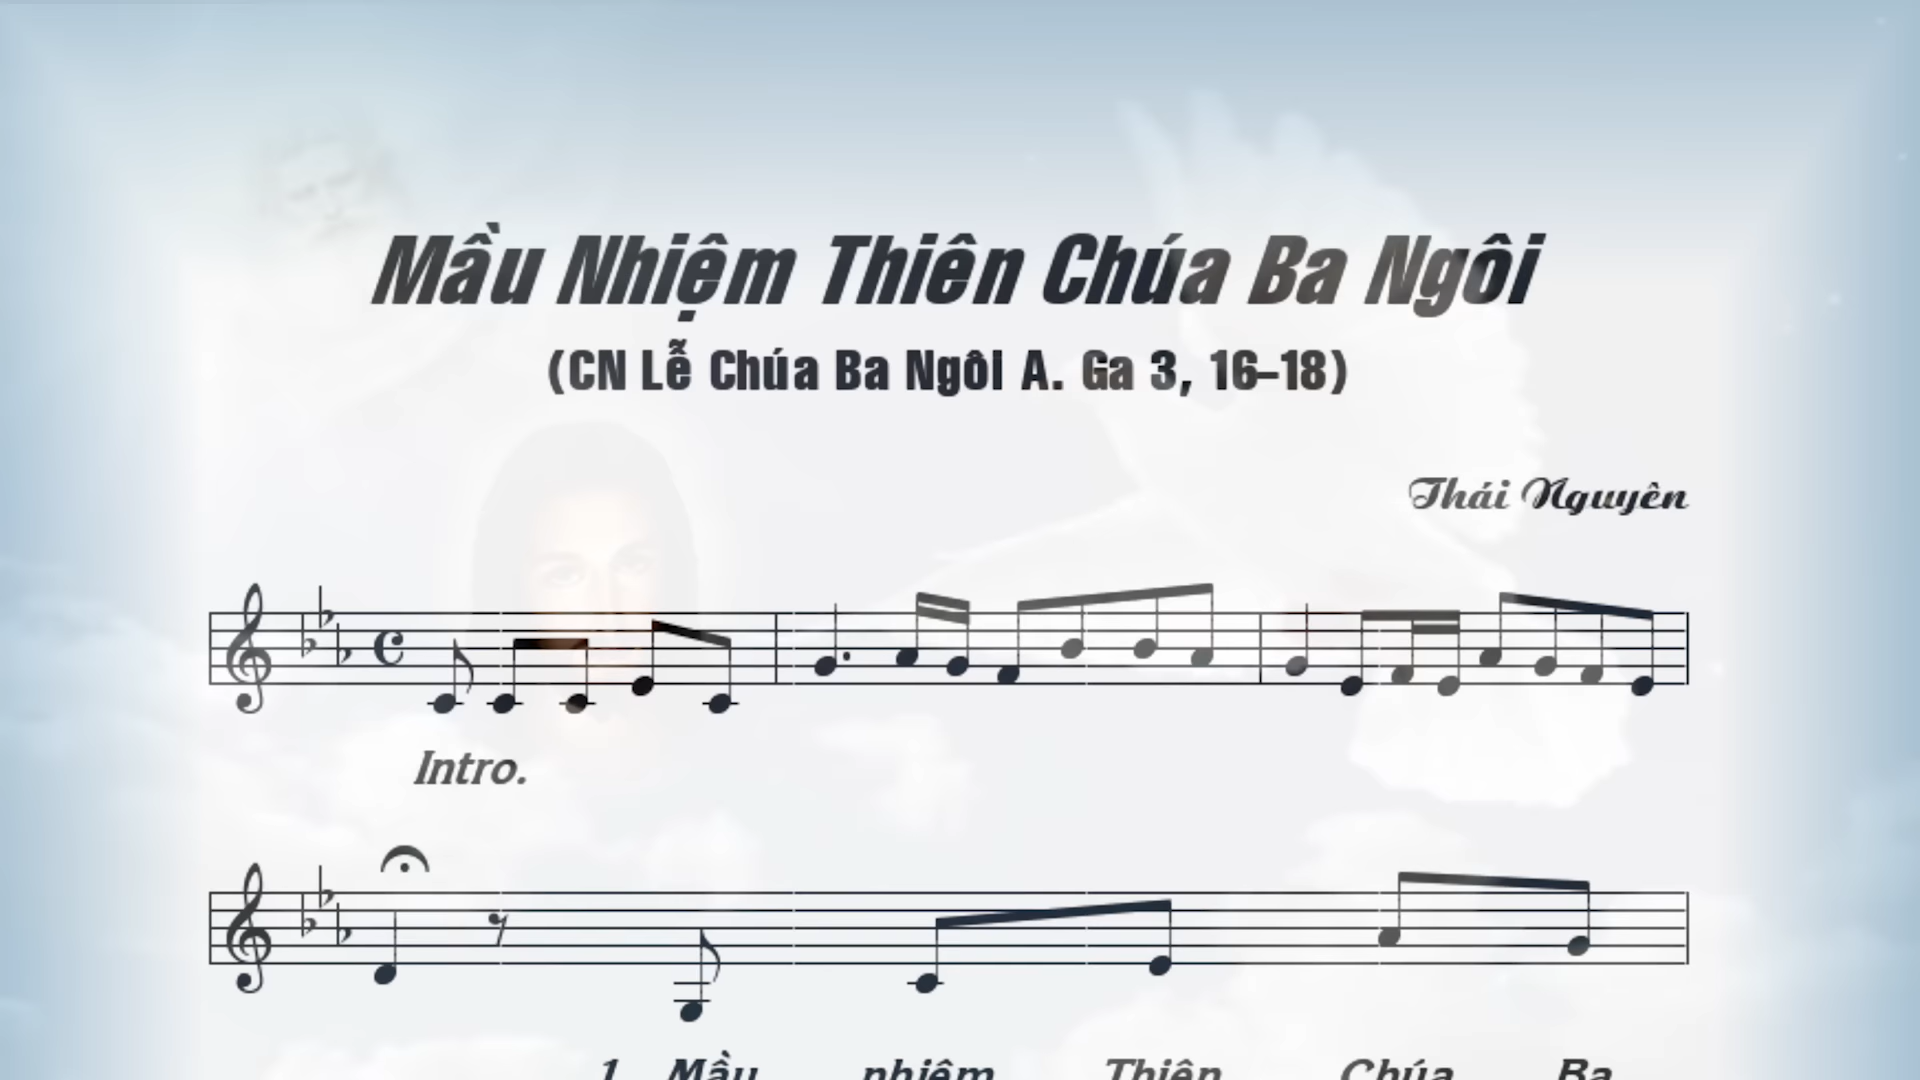 Mầu Nhiệm Thiên Chúa Ba Ngôi
(CN Lễ Chúa Ba Ngôi A. Ga 3, 16-18)
Thái Nguyên
Intro.
1 Mầu nhiệm Thiên Chúa Ba